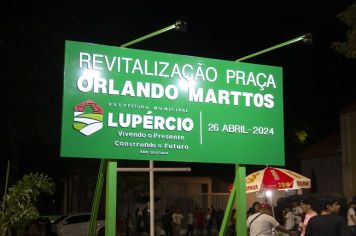 REVITALIZAÇÃO PRAÇA
ORLANDO MARTTOS
PREFEITURA MUNICIPAL
LUPÉRCIO
Vivendo o Presente
Construindo o Futuro
26 ABRIL- 2024